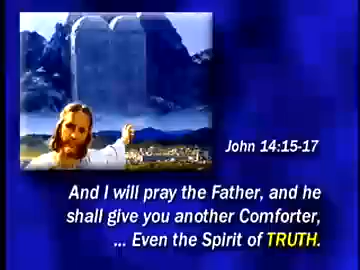 John 14:15-17
And I will pray the Father, and he
shall give you another Comforter,
... Even the Spirit of TRUTH.